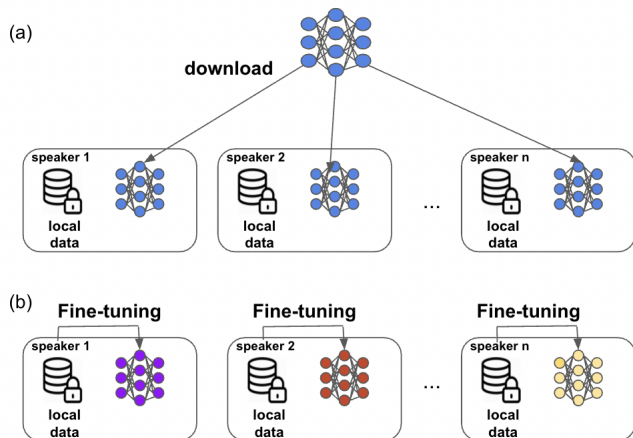 (a)
download
speaker 1
local
data
speaker 2
local
data
...
speaker n
local
data
(b)
Fine-tuning
speaker 1
local
data
Fine-tuning
speaker 2
local
data
...
Fine-tuning
speaker n
local
data